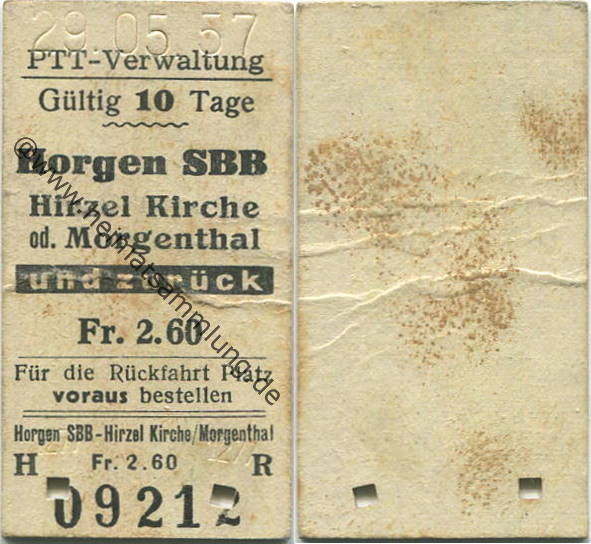 29.05.57
PTT-Verwaltung
Gültig 10 Tage
Horgen SBB
Hirzel Kirche
od. Morgenthal
und zurück
Fr. 2.60
Für die Rückfahrt Platz
voraus bestellen
Horgen SBB-Hirzel Kirche/Morgenthal
H Fr. 2.60 R
09212
©www.heimatsammlung.de